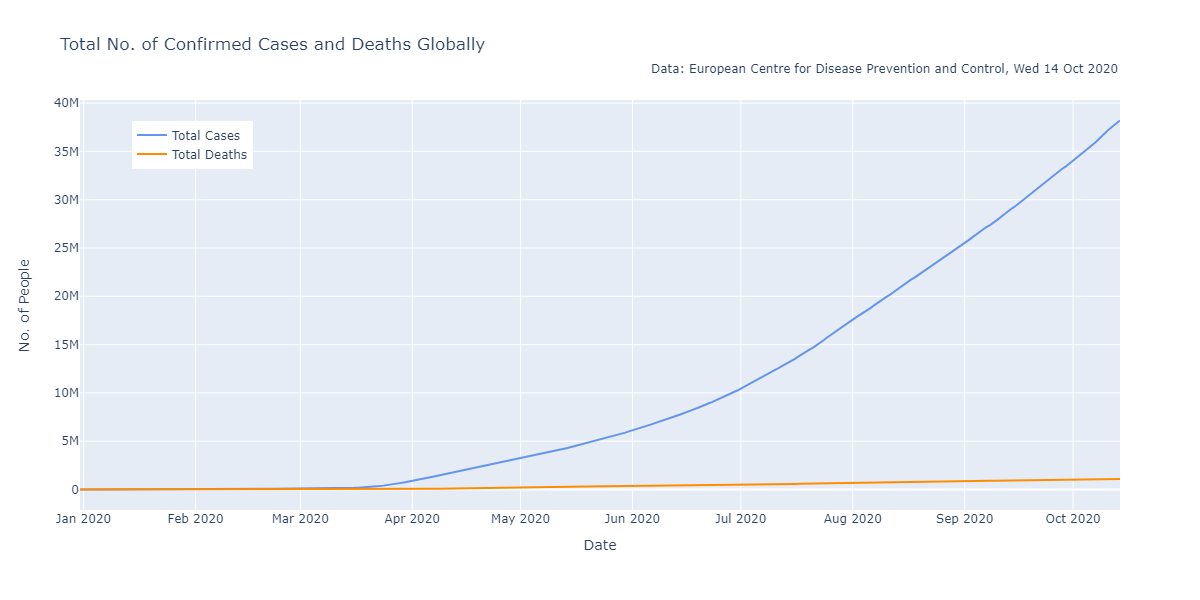 Total No. of Confirmed Cases and Deaths Globally
Data: European Centre for Disease Prevention and Control, Wed 14 Oct 2020
Total Cases
Total Deaths
No. of People
40M
35M
30M
25M
20M
15M
10M
5M
0
Jan 2020 Feb 2020 Mar 2020 Apr 2020 May 2020 Jun 2020 Jul 2020 Aug 2020 Sep 2020 Oct 2020
Date